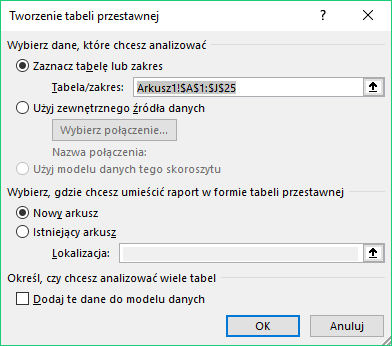 Tworzenie tabeli przestawnej
Wybierz dane, które chcesz analizować
Zaznacz tabelę lub zakres
Tabela/zakres: Arkusz1!$A$1:$J$25
Użyj zewnętrznego źródła danych
Wybierz połączenie...
Nazwa połączenia:
Użyj modelu danych tego skoroszytu
Wybierz, gdzie chcesz umieścić raport w formie tabeli przestawnej
Nowy arkusz
Istniejący arkusz
Lokalizacja:
Określ, czy chcesz analizować wiele tabel
Dodaj te dane do modelu danych
OK Anuluj